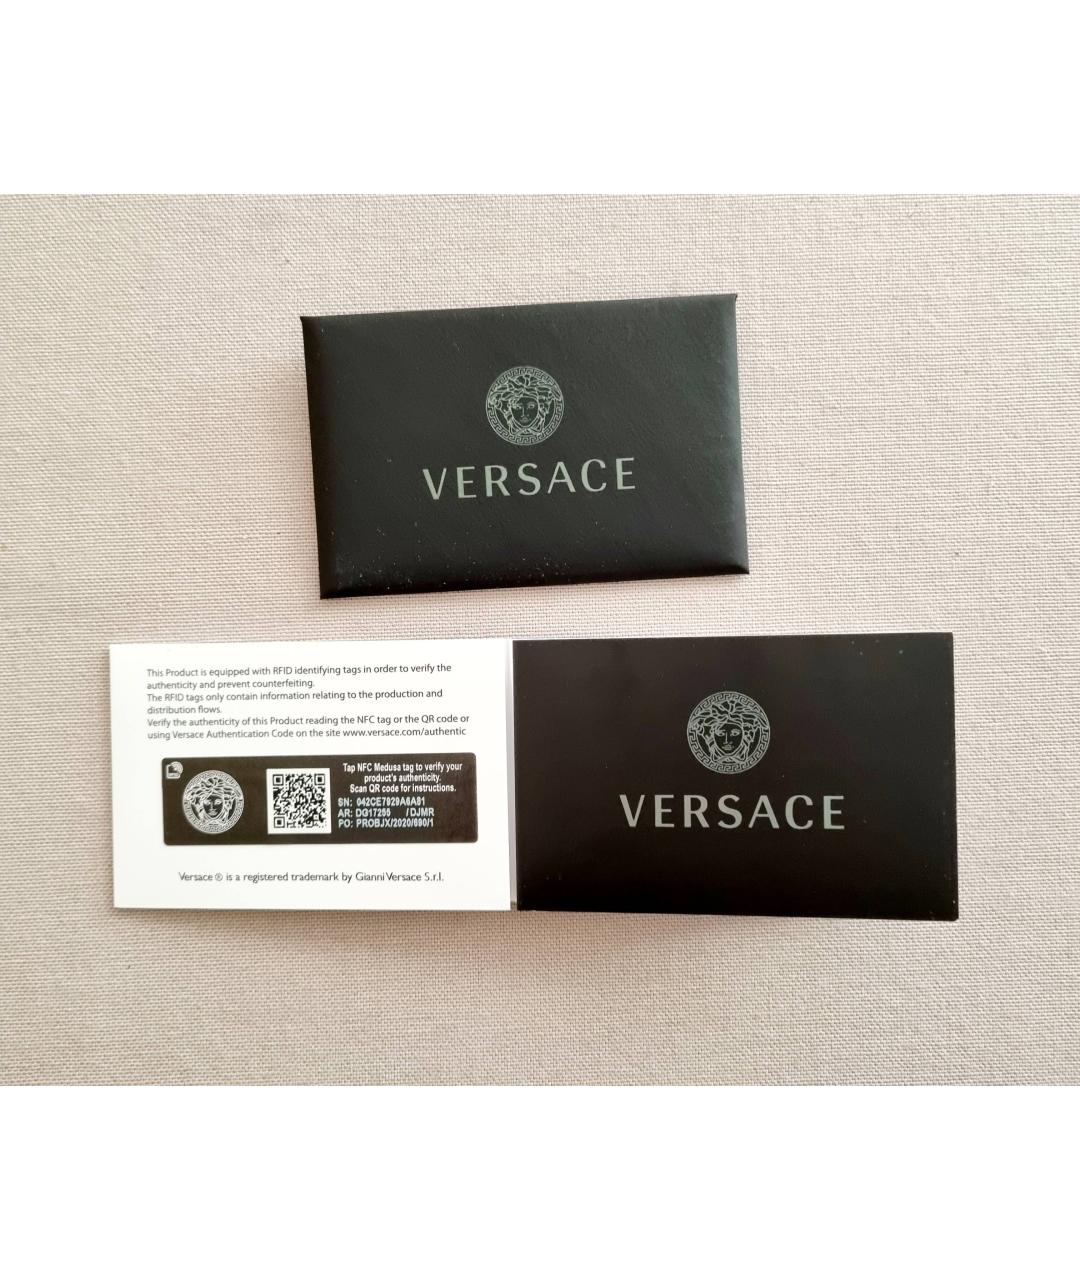 VERSACE
This Product is equipped with RFID identifying tags in order to verify the
authenticity and prevent counterfeiting.
The RFID tags only contain information relating to the production and
distribution flows.
Verify the authenticity of this Product reading the NFC tag or the QR code or
using Versace Authentication Code on the site www.versace.com/authentic
Tap NFC Medusa tag to verify your
product's authenticity.
Scan QR code for instructions.
SN: 042CE7929A6A81
AR: DG17255 /DJMR
PO: PROBJX/2020/690/1
Versace ® is a registered trademark by Gianni Versace S.r.l.
VERSACE